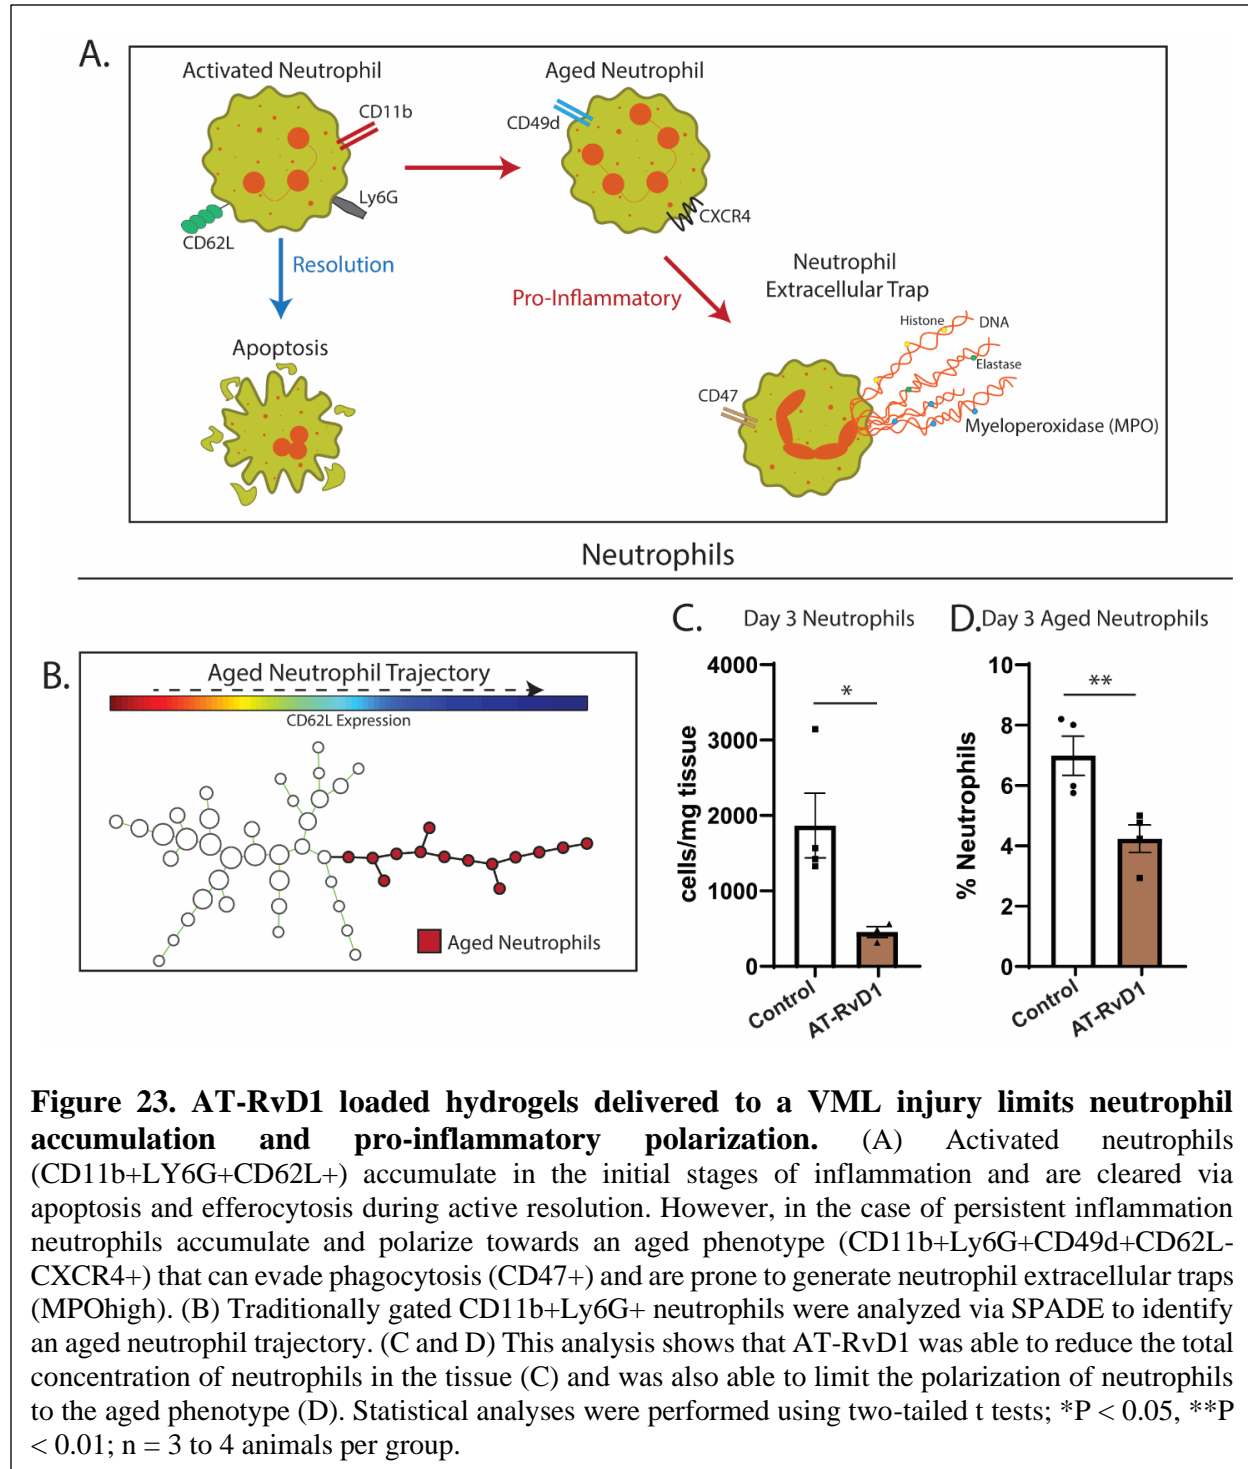 A.
Activated Neutrophil
Aged Neutrophil
CD11b
CD49d
Ly6G
CXCR4
CD62L
Resolution
Neutrophil
Extracellular Trap
Pro-Inflammatory
Apoptosis
Histone
DNA
Elastase
CD47
Myeloperoxidase (MPO)
Neutrophils
B.
Aged Neutrophil Trajectory
CD62L Expression
Aged Neutrophils
C.
Day 3 Neutrophils
cells/mg tissue
4000
3000
2000
1000
0
*
Control
AT-RvD1
D.
Day 3 Aged Neutrophils
% Neutrophils
10
8
6
4
2
0
**
Control
AT-RvD1
Figure 23. AT-RvD1 loaded hydrogels delivered to a VML injury limits neutrophil
accumulation and pro-inflammatory polarization. (A) Activated neutrophils
(CD11b+LY6G+CD62L+) accumulate in the initial stages of inflammation and are cleared via
apoptosis and efferocytosis during active resolution. However, in the case of persistent inflammation
neutrophils accumulate and polarize towards an aged phenotype (CD11b+Ly6G+CD49d+CD62L-
CXCR4+) that can evade phagocytosis (CD47+) and are prone to generate neutrophil extracellular traps
(MPOhigh). (B) Traditionally gated CD11b+Ly6G+ neutrophils were analyzed via SPADE to identify
an aged neutrophil trajectory. (C and D) This analysis shows that AT-RvD1 was able to reduce the total
concentration of neutrophils in the tissue (C) and was also able to limit the polarization of neutrophils
to the aged phenotype (D). Statistical analyses were performed using two-tailed t tests; *P < 0.05, **P
< 0.01; n = 3 to 4 animals per group.